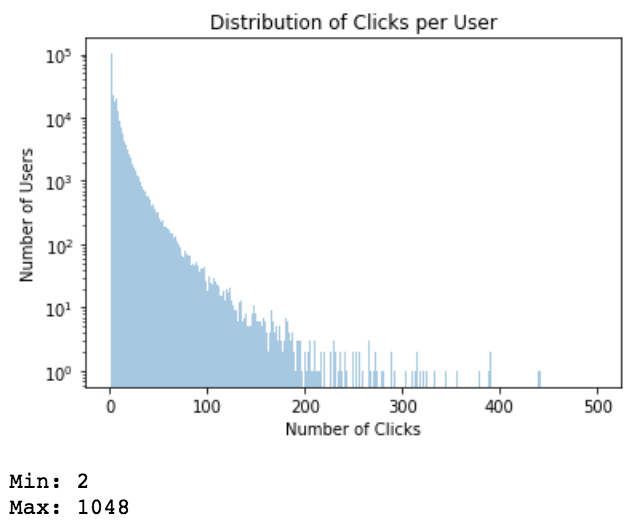 Distribution of Clicks per User
Number of Users
10^5
10^4
10^3
10^2
10^1
10^0
0 100 200 300 400 500
Number of Clicks
Min: 2
Max: 1048